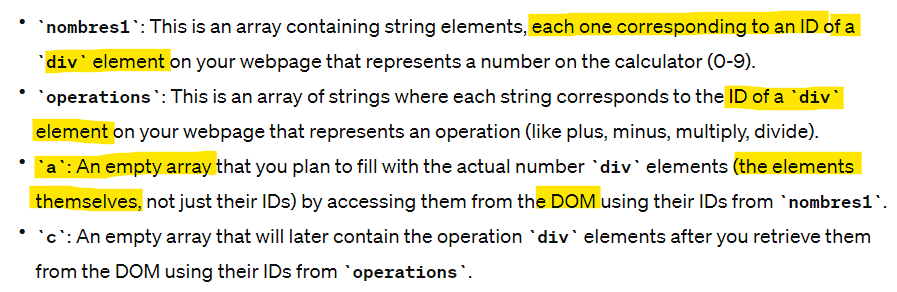 • `nombres1`: This is an array containing string elements, each one corresponding to an ID of a
`div` element on your webpage that represents a number on the calculator (0-9).
• `operations`: This is an array of strings where each string corresponds to the ID of a `div`
element on your webpage that represents an operation (like plus, minus, multiply, divide).
• `a`: An empty array that you plan to fill with the actual number `div` elements (the elements
themselves, not just their IDs) by accessing them from the DOM using their IDs from `nombres1`.
• `c`: An empty array that will later contain the operation `div` elements after you retrieve them
from the DOM using their IDs from `operations`.